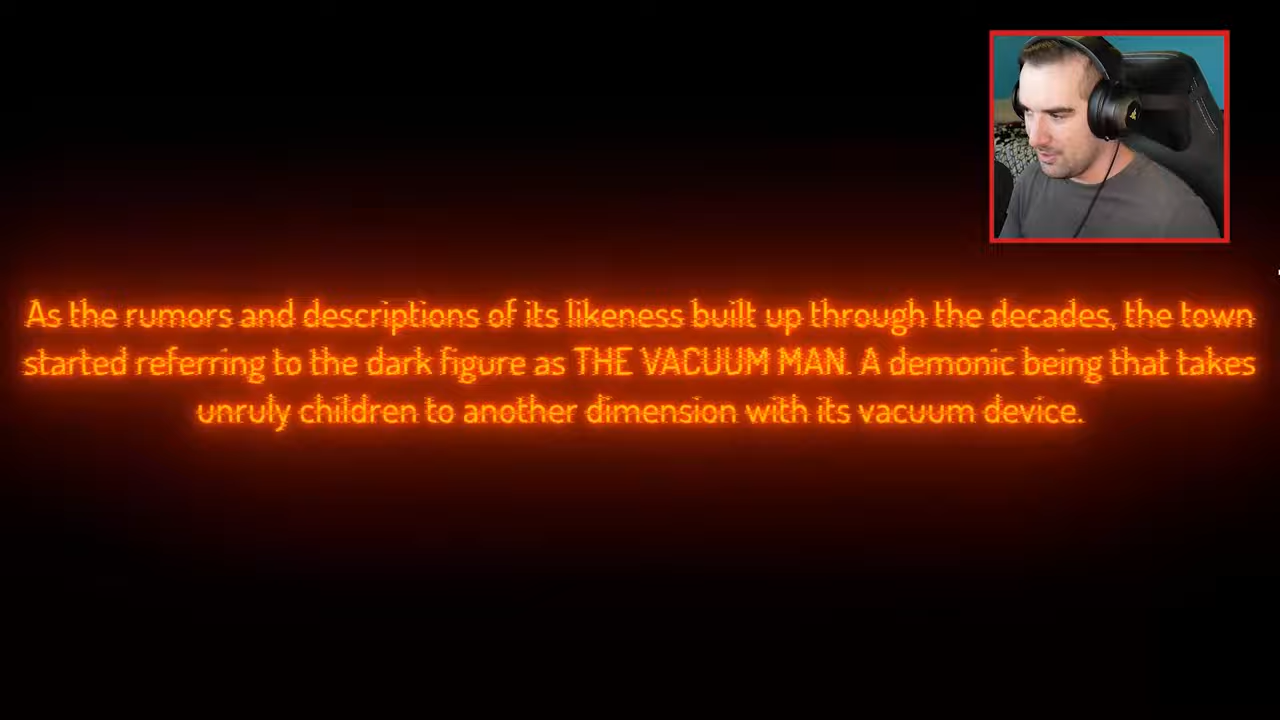 As the rumors and descriptions of its likeness built up through the decades, the town
started referring to the dark figure as THE VACUUM MAN. A demonic being that takes
unruly children to another dimension with its vacuum device.